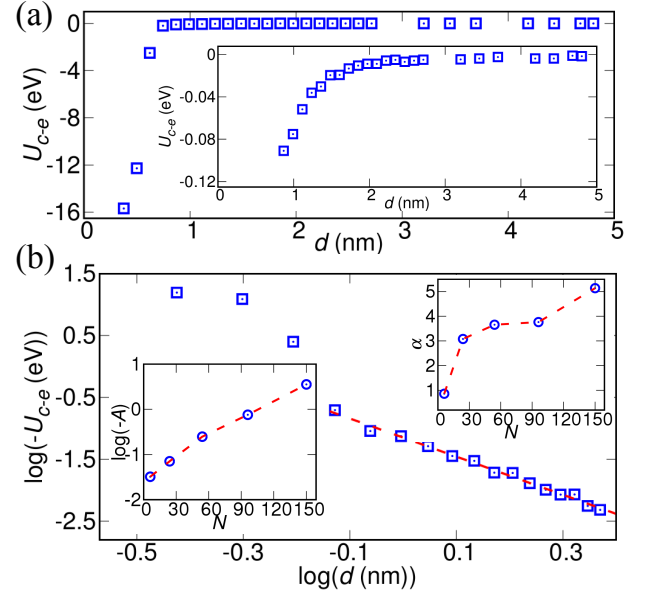 (a)
0
-4
-8
-12
-16
U_{c-e} (eV)
0
-0.04
-0.08
-0.12
U_{c-e} (eV)
0 1 2 3 4 5
d (nm)
0 1 2 3 4 5
d (nm)
(b)
1.5
0.5
-0.5
-1.5
-2.5
log(-U_{c-e} (eV))
5
4
3
2
1
α
0 30 60 90 120 150
N
1
0
-1
-2
log(-A)
0 30 60 90 120 150
N
-0.5 -0.3 -0.1 0.1 0.3
log(d (nm))